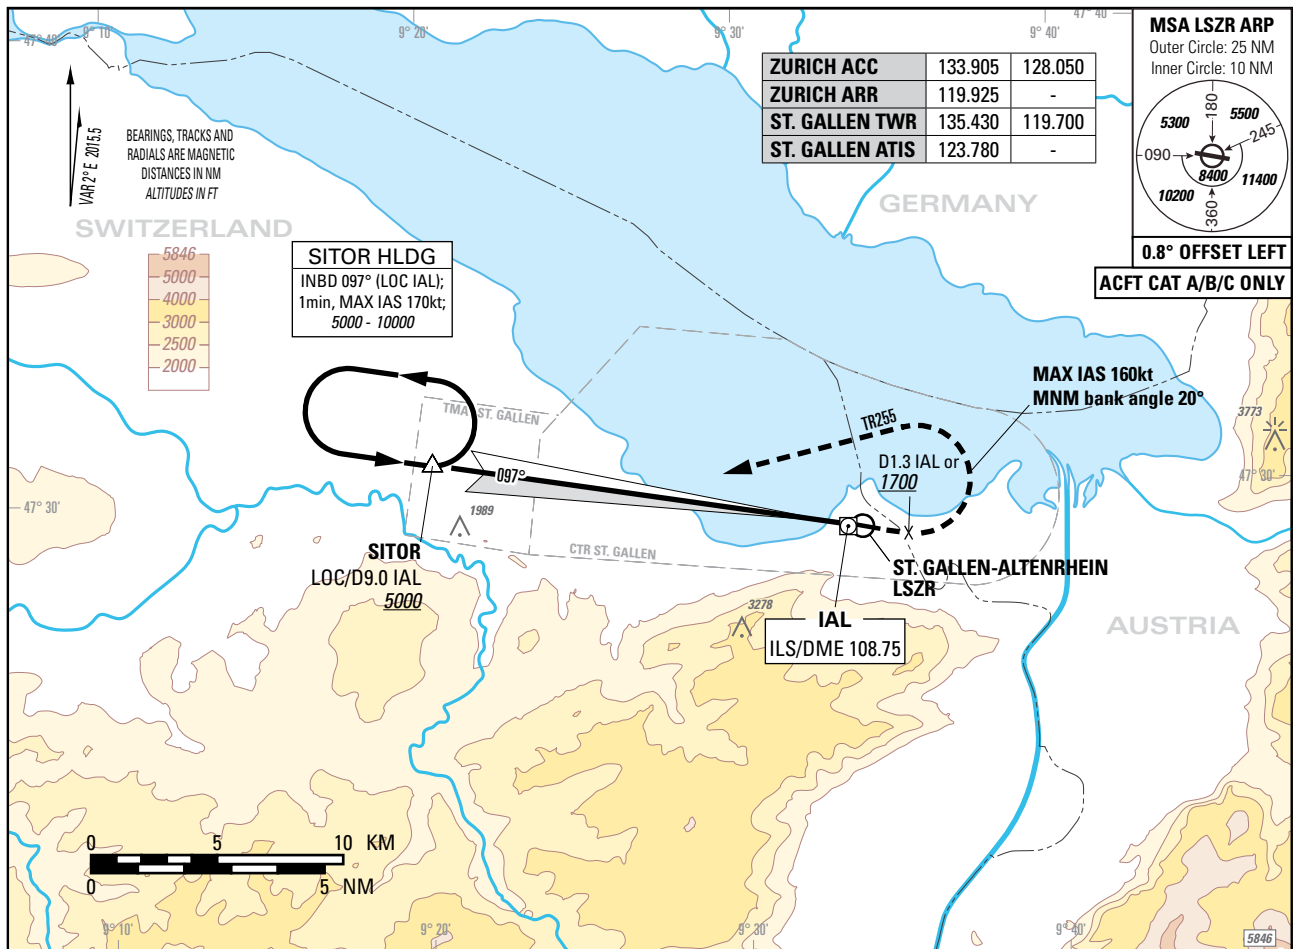 9° 10'
9° 20'
9° 30'
9° 40'
47° 40'
47° 40'
MSA LSZR ARP
Outer Circle: 25 NM
Inner Circle: 10 NM
180
5300
5500
245
090
8400
10200
11400
360
0.8° OFFSET LEFT
ACFT CAT A/B/C ONLY
ZURICH ACC 133.905 128.050
ZURICH ARR 119.925 -
ST. GALLEN TWR 135.430 119.700
ST. GALLEN ATIS 123.780 -
VAR 2° E 2015.5
BEARINGS, TRACKS AND
RADIALS ARE MAGNETIC
DISTANCES IN NM
ALTITUDES IN FT
SWITZERLAND
GERMANY
5846
5000
4000
3000
2000
SITOR HLDG
INBD 097° (LOC IAL);
1min, MAX IAS 170kt;
5000 - 10000
MAX IAS 160kt
MNM bank angle 20°
3773
TMA ST. GALLEN
TR255
D1.3 IAL or
1700
097°
47° 30'
47° 30'
1989
SITOR
LOC/D9.0 IAL
5000
CTR ST. GALLEN
ST. GALLEN-ALTENRHEIN
LSZR
3278
IAL
ILS/DME 108.75
AUSTRIA
0 5 10 KM
0 5 NM
9° 10'
9° 20'
9° 30'
9° 40'
5846